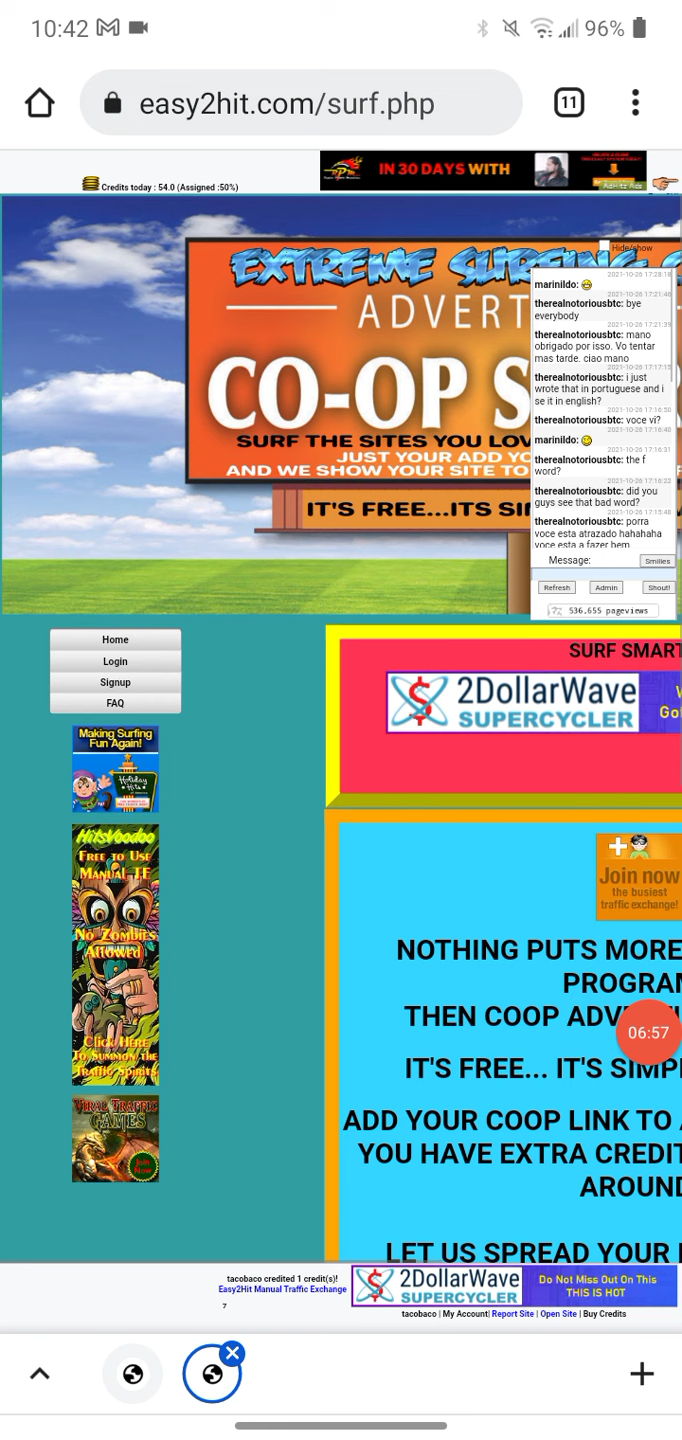 10:42
96%
easy2hit.com/surf.php
11
Credits today : 54.0 (Assigned :50%)
IN 30 DAYS WITH
AdHitz Ads
Hide/show
EXTREME SURFING
ADVERT
CO-OP S
SURF THE SITES YOU LOV
JUST YOUR ADD YO
AND WE SHOW YOUR SITE TO
IT'S FREE...ITS SIM
2021-10-26 17:28:18
marinildo:
2021-10-26 17:21:46
therealnotoriousbtc: bye
everybody
2021-10-26 17:21:39
therealnotoriousbtc: mano
obrigado por isso. Vo tentar
mas tarde. ciao mano
2021-10-26 17:17:15
therealnotoriousbtc: i just
wrote that in portuguese and i
se it in english?
2021-10-26 17:16:50
therealnotoriousbtc: voce vi?
2021-10-26 17:16:40
marinildo:
2021-10-26 17:16:31
therealnotoriousbtc: the f
word?
2021-10-26 17:16:22
therealnotoriousbtc: did you
guys see that bad word?
2021-10-26 17:15:48
therealnotoriousbtc: porra
voce esta atrazado hahahaha
voce esta a fazer bem
Message:
Smilies
Refresh
Admin
Shout!
536,655 pageviews
Home
Login
Signup
FAQ
Making Surfing
Fun Again!
Holiday
Hits
HitsVoodoo
Free to Use
Manual TE
No Zombies
Allowed
Click Here
To Summon the
Traffic Spirits
Viral Traffic
Games
Join
Now
SURF SMART
2DollarWave
SUPERCYCLER
Join now
the busiest
traffic exchange!
NOTHING PUTS MORE
PROGRAM
THEN COOP ADV
06:57
IT'S FREE... IT'S SIMPL
ADD YOUR COOP LINK TO A
YOU HAVE EXTRA CREDIT
AROUND
LET US SPREAD YOUR
tacobaco credited 1 credit(s)!
Easy2Hit Manual Traffic Exchange
7
2DollarWave
SUPERCYCLER
Do Not Miss Out On This
THIS IS HOT
tacobaco | My Account| Report Site | Open Site | Buy Credits